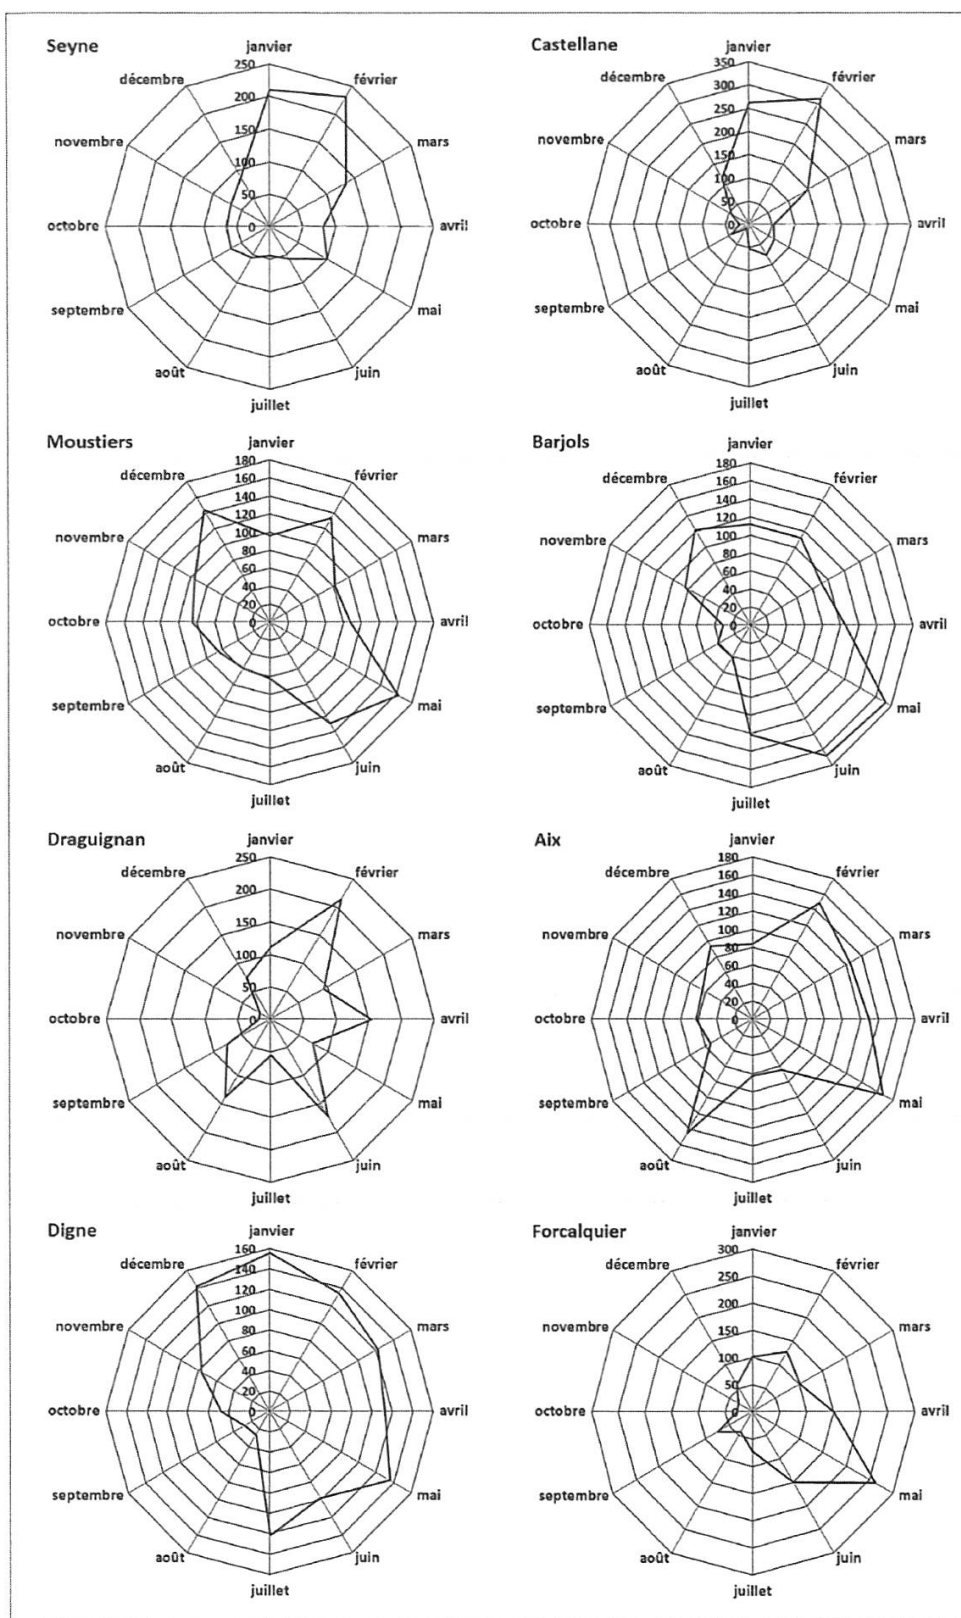 Seyne
janvier
250
février
200
mars
150
100
avril
50
0
mai
juin
juillet
août
septembre
octobre
novembre
décembre
Castellane
janvier
350
février
300
mars
250
200
150
avril
100
50
0
mai
juin
juillet
août
septembre
octobre
novembre
décembre
Moustiers
janvier
180
février
160
mars
140
120
100
avril
80
60
40
20
0
mai
juin
juillet
août
septembre
octobre
novembre
décembre
Barjols
janvier
180
février
160
mars
140
120
100
avril
80
60
40
20
0
mai
juin
juillet
août
septembre
octobre
novembre
décembre
Draguignan
janvier
250
février
200
mars
150
100
avril
50
0
mai
juin
juillet
août
septembre
octobre
novembre
décembre
Aix
janvier
180
février
160
mars
140
120
100
avril
80
60
40
20
0
mai
juin
juillet
août
septembre
octobre
novembre
décembre
Digne
janvier
160
février
140
mars
120
100
80
avril
60
40
20
0
mai
juin
juillet
août
septembre
octobre
novembre
décembre
Forcalquier
janvier
300
février
250
mars
200
150
100
avril
50
0
mai
juin
juillet
août
septembre
octobre
novembre
décembre